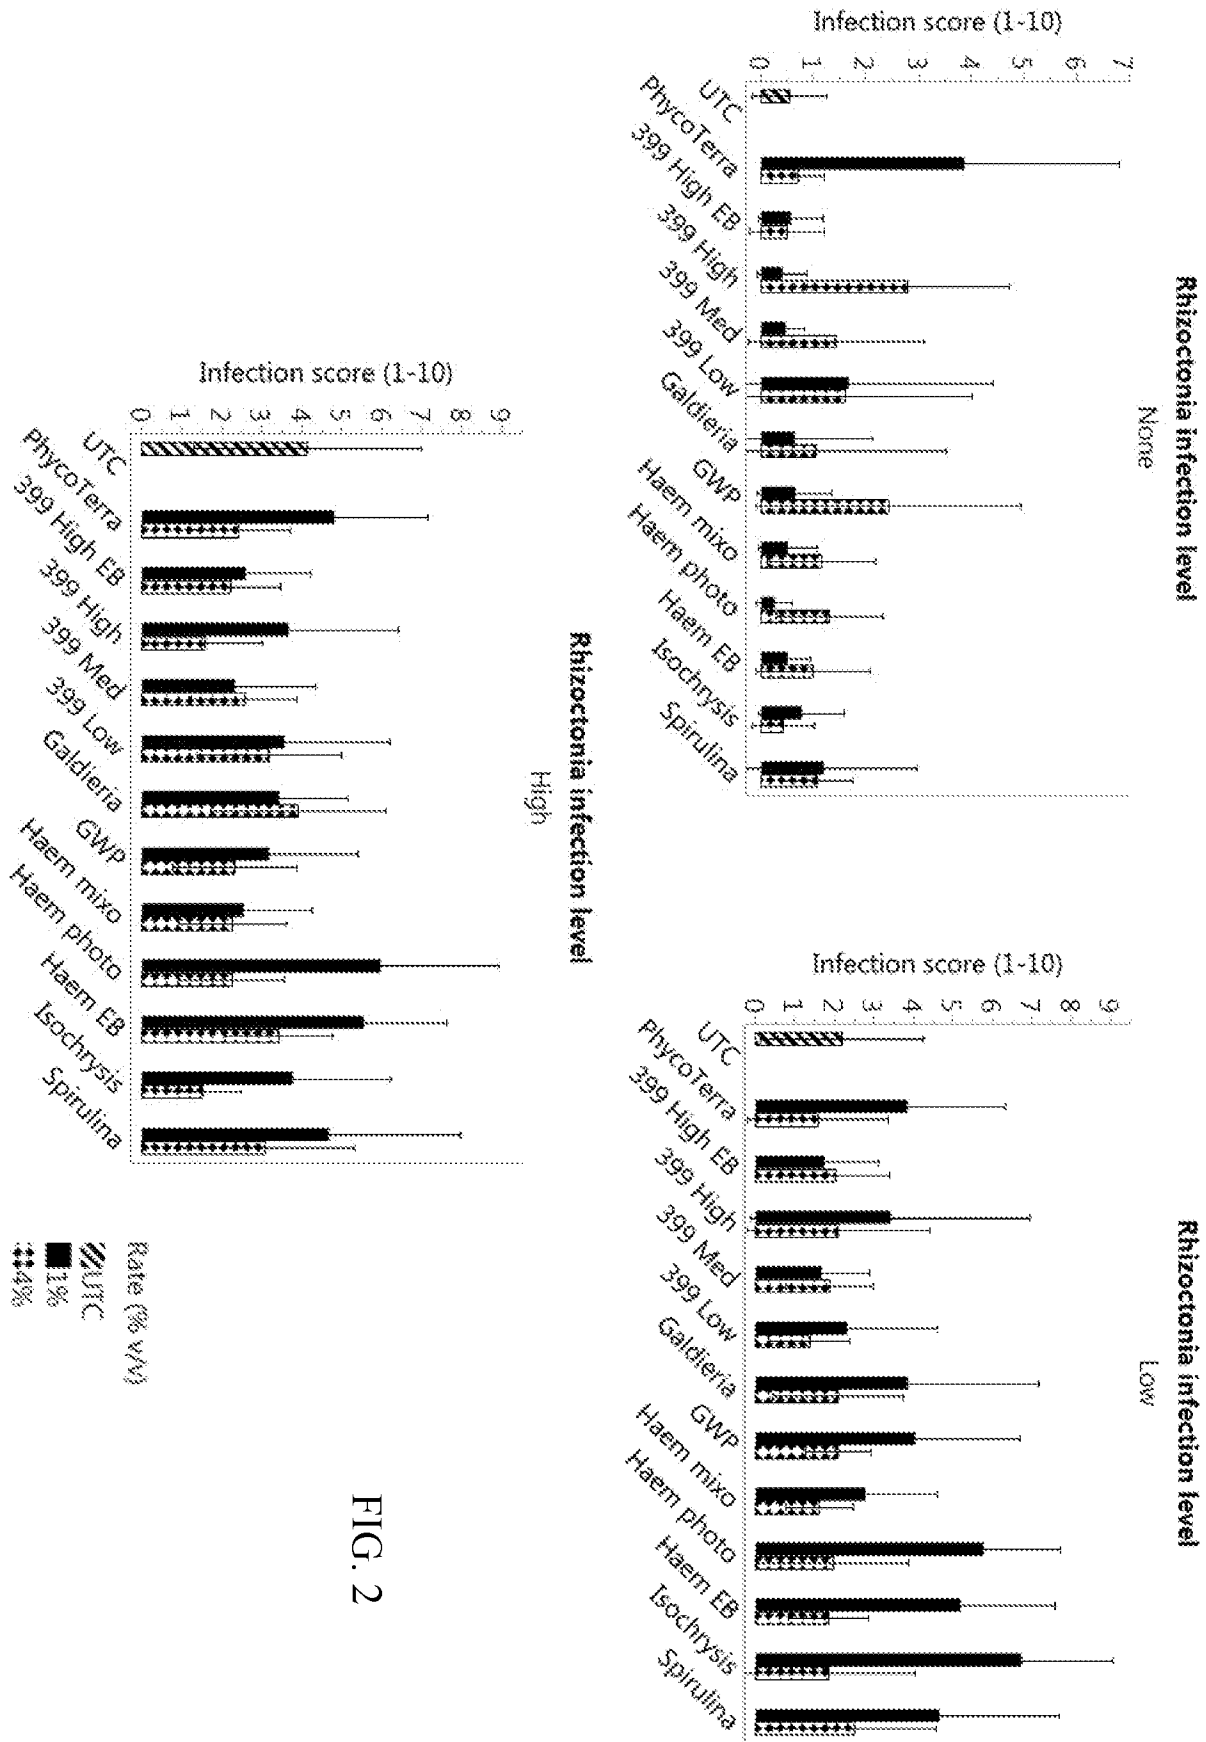 Rhizoctonia infection level
None
Infection score (1-10)
7
6
5
4
3
2
1
0
UTC
PhycoTerra
399 High EB
399 High
399 Med
399 Low
Galdieria
GWP
Haem mixo
Haem photo
Haem EB
Isochrysis
Spirulina
Rhizoctonia infection level
Low
Infection score (1-10)
9
8
7
6
5
4
3
2
1
0
UTC
PhycoTerra
399 High EB
399 High
399 Med
399 Low
Galdieria
GWP
Haem mixo
Haem photo
Haem EB
Isochrysis
Spirulina
Rhizoctonia infection level
High
Infection score (1-10)
9
8
7
6
5
4
3
2
1
0
UTC
PhycoTerra
399 High EB
399 High
399 Med
399 Low
Galdieria
GWP
Haem mixo
Haem photo
Haem EB
Isochrysis
Spirulina
Rate (% v/v)
UTC
1%
4%
FIG. 2